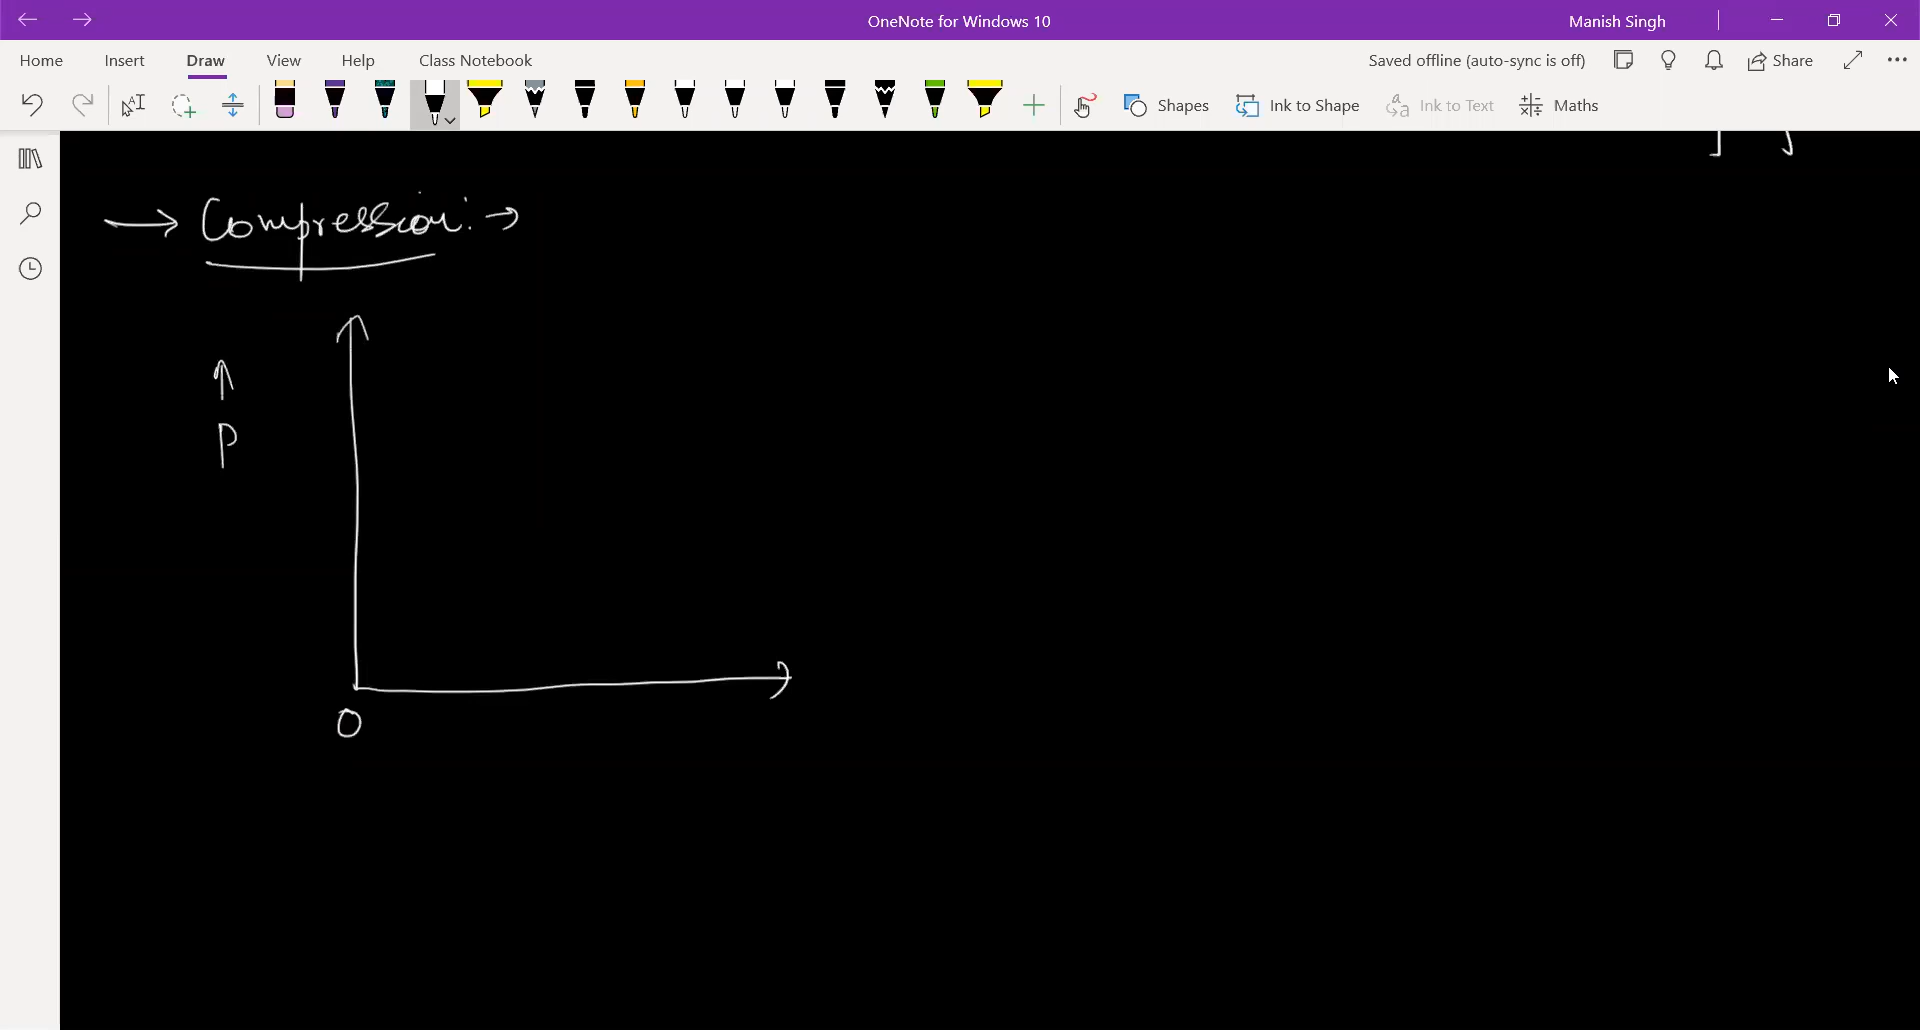 OneNote for Windows 10
Manish Singh
Home Insert Draw View Help Class Notebook
Saved offline (auto-sync is off) Share
Shapes Ink to Shape Ink to Text Maths
→ Compression: →
↑
P
O